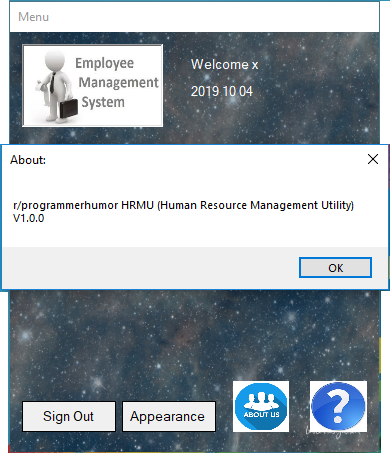 Menu
Employee
Management
System
Welcome x
2019 10 04
About:
r/programmerhumor HRMU (Human Resource Management Utility)
V1.0.0
OK
Sign Out
Appearance
ABOUT US
?